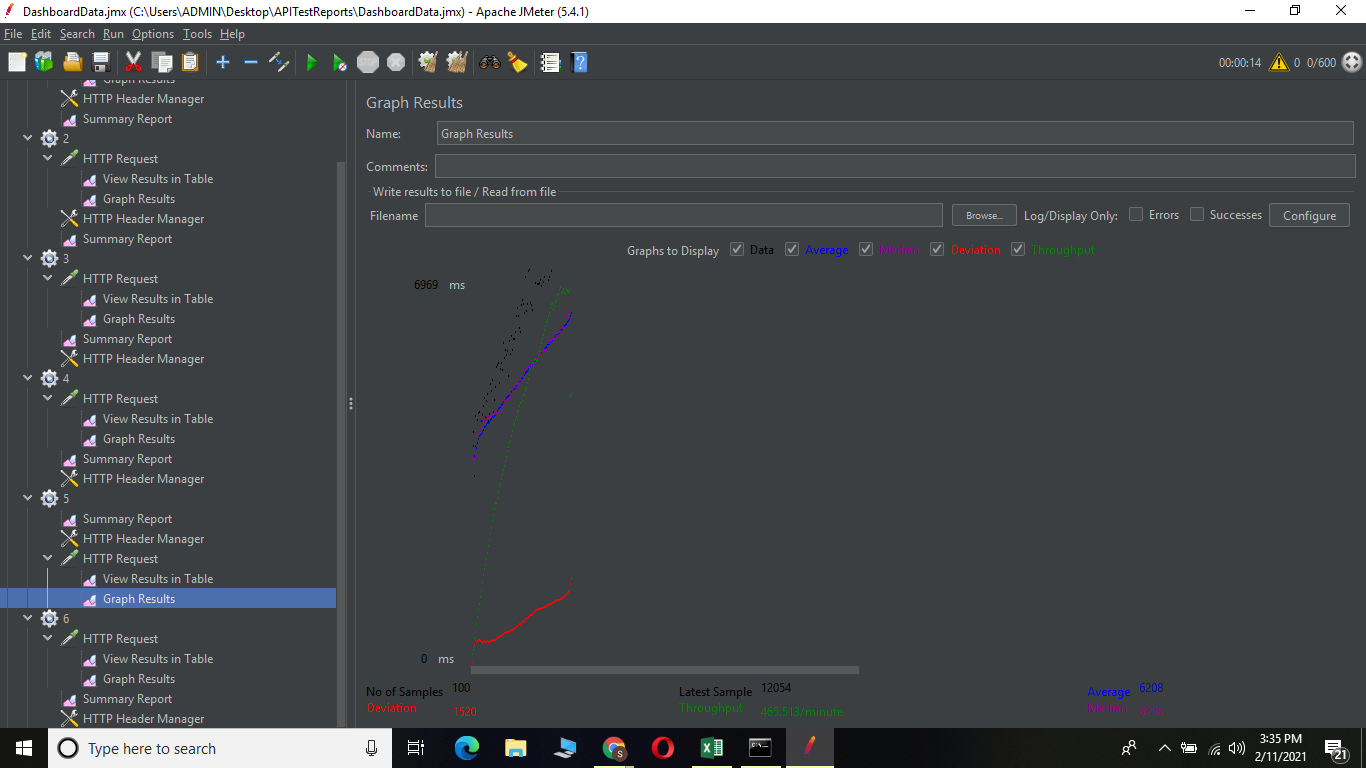 DashboardData.jmx (C:\Users\ADMIN\Desktop\APITestReports\DashboardData.jmx) - Apache JMeter (5.4.1)
File Edit Search Run Options Tools Help
00:00:14 0 0/600
Graph Results
HTTP Header Manager
Summary Report
2
HTTP Request
View Results in Table
Graph Results
HTTP Header Manager
Summary Report
3
HTTP Request
View Results in Table
Graph Results
Summary Report
HTTP Header Manager
4
HTTP Request
View Results in Table
Graph Results
Summary Report
HTTP Header Manager
5
Summary Report
HTTP Header Manager
HTTP Request
View Results in Table
Graph Results
6
HTTP Request
View Results in Table
Graph Results
Summary Report
HTTP Header Manager
Graph Results
Name: Graph Results
Comments:
Write results to file / Read from file
Filename Browse... Log/Display Only: Errors Successes Configure
Graphs to Display Data Average Median Deviation Throughput
6969 ms
0 ms
No of Samples 100 Latest Sample 12054 Average 6208
Deviation 1520 Throughput 465.513/minute Median
Type here to search
3:35 PM
2/11/2021
21